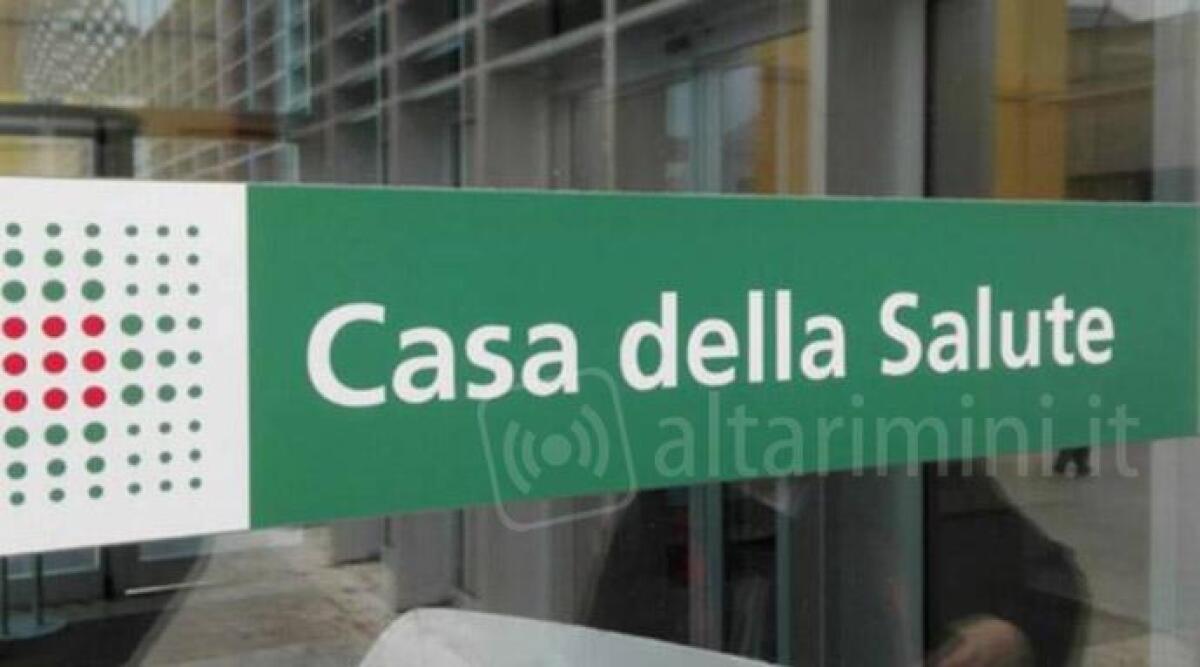 Casa della Salute
altarimini.it